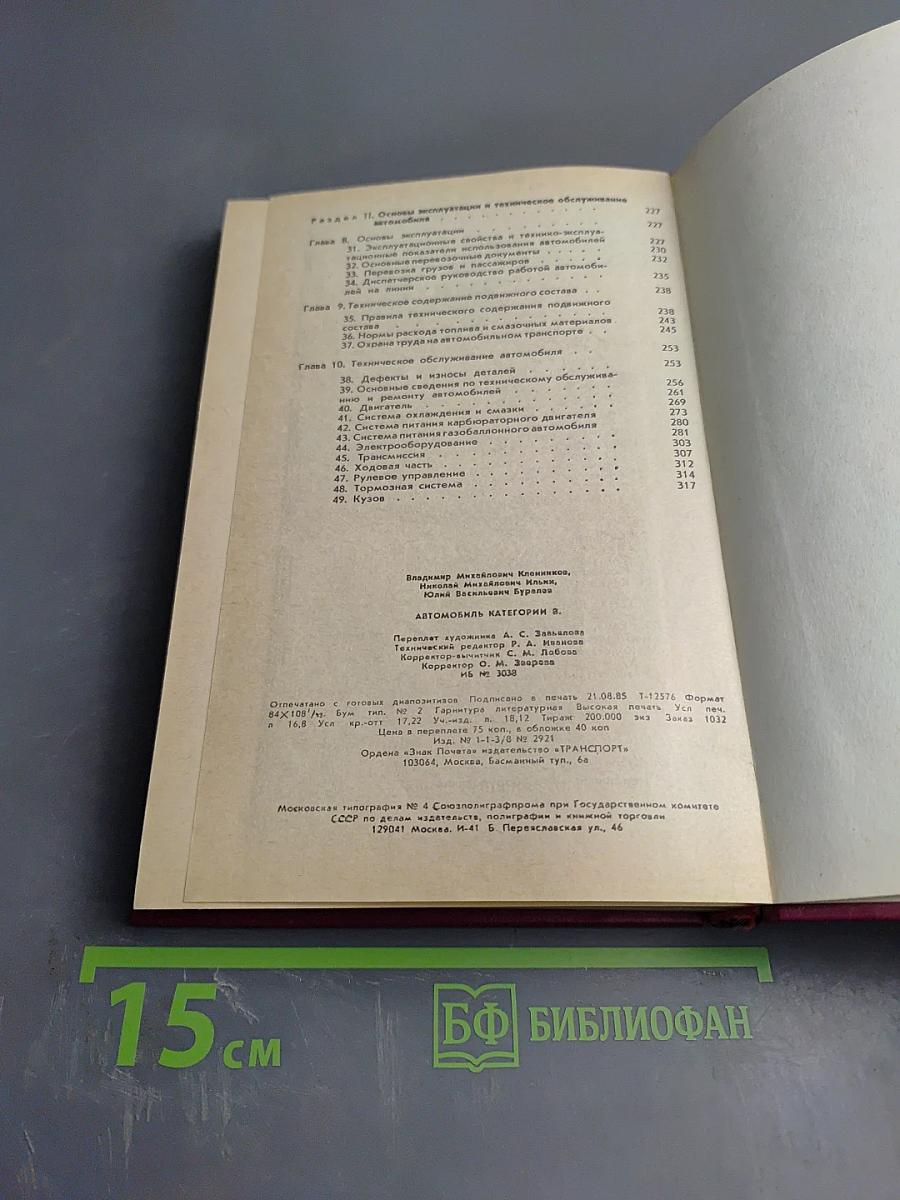 Раздел II. Основы эксплуатации и техническое обслуживание
автомобиля . . . . . . . . . . . 227
Глава 8. Основы эксплуатации . . . . . . . . 227
31. Эксплуатационные свойства и технико-эксплуа-
тационные показатели использования автомобилей 227
32. Основные перевозочные документы . . . . . 230
33. Перевозка грузов и пассажиров . . . . . 232
34. Диспетчерское руководство работой автомоби-
лей на линии . . . . . . . . . . . 235
Глава 9. Техническое содержание подвижного состава . . 238
35. Правила технического содержания подвижного
состава . . . . . . . . . . . 238
36. Нормы расхода топлива и смазочных материалов 243
37. Охрана труда на автомобильном транспорте . . 245
Глава 10. Техническое обслуживание автомобиля . . 253
38. Дефекты и износы деталей . . . . . . 253
39. Основные сведения по техническому обслужива-
нию и ремонту автомобилей . . . . . . 256
40. Двигатель . . . . . . . . . . . 261
41. Система охлаждения и смазки . . . . . 269
42. Система питания карбюраторного двигателя 273
43. Система питания газобаллонного автомобиля 280
44. Электрооборудование . . . . . . . . 281
45. Трансмиссия . . . . . . . . . . 303
46. Ходовая часть . . . . . . . . . . 307
47. Рулевое управление . . . . . . . . 312
48. Тормозная система . . . . . . . . 314
49. Кузов . . . . . . . . . . . . 317
Владимир Михайлович Кленников,
Николай Михайлович Ильин,
Юрий Васильевич Буралев
АВТОМОБИЛЬ КАТЕГОРИИ В.
Переплет художника А. С. Завьялова
Технический редактор Р. А. Иванова
Корректор-вычитчик С. М. Лобова
Корректор О. М. Зверева
ИБ № 3038
Отпечатано с готовых диапозитивов Подписано в печать 21.08.85 Т-12576 Формат
84×108 1/32. Бум тип. № 2 Гарнитура литературная Высокая печать Усл печ.
л 16,8 Усл кр.-отт 17,22 Уч.-изд. л. 18,12 Тираж 200.000 экз Заказ 1032
Цена в переплете 75 коп., в обложке 40 коп
Изд. № 1-1-3/8 № 2921
Ордена «Знак Почета» издательство «ТРАНСПОРТ»
103064, Москва, Басманный туп., 6а
Московская типография № 4 Союзполиграфпрома при Государственном комитете
СССР по делам издательств, полиграфии и книжной торговли
129041 Москва. И-41 Б. Переяславская ул., 46
15 см
БФ БИБЛИОФАН